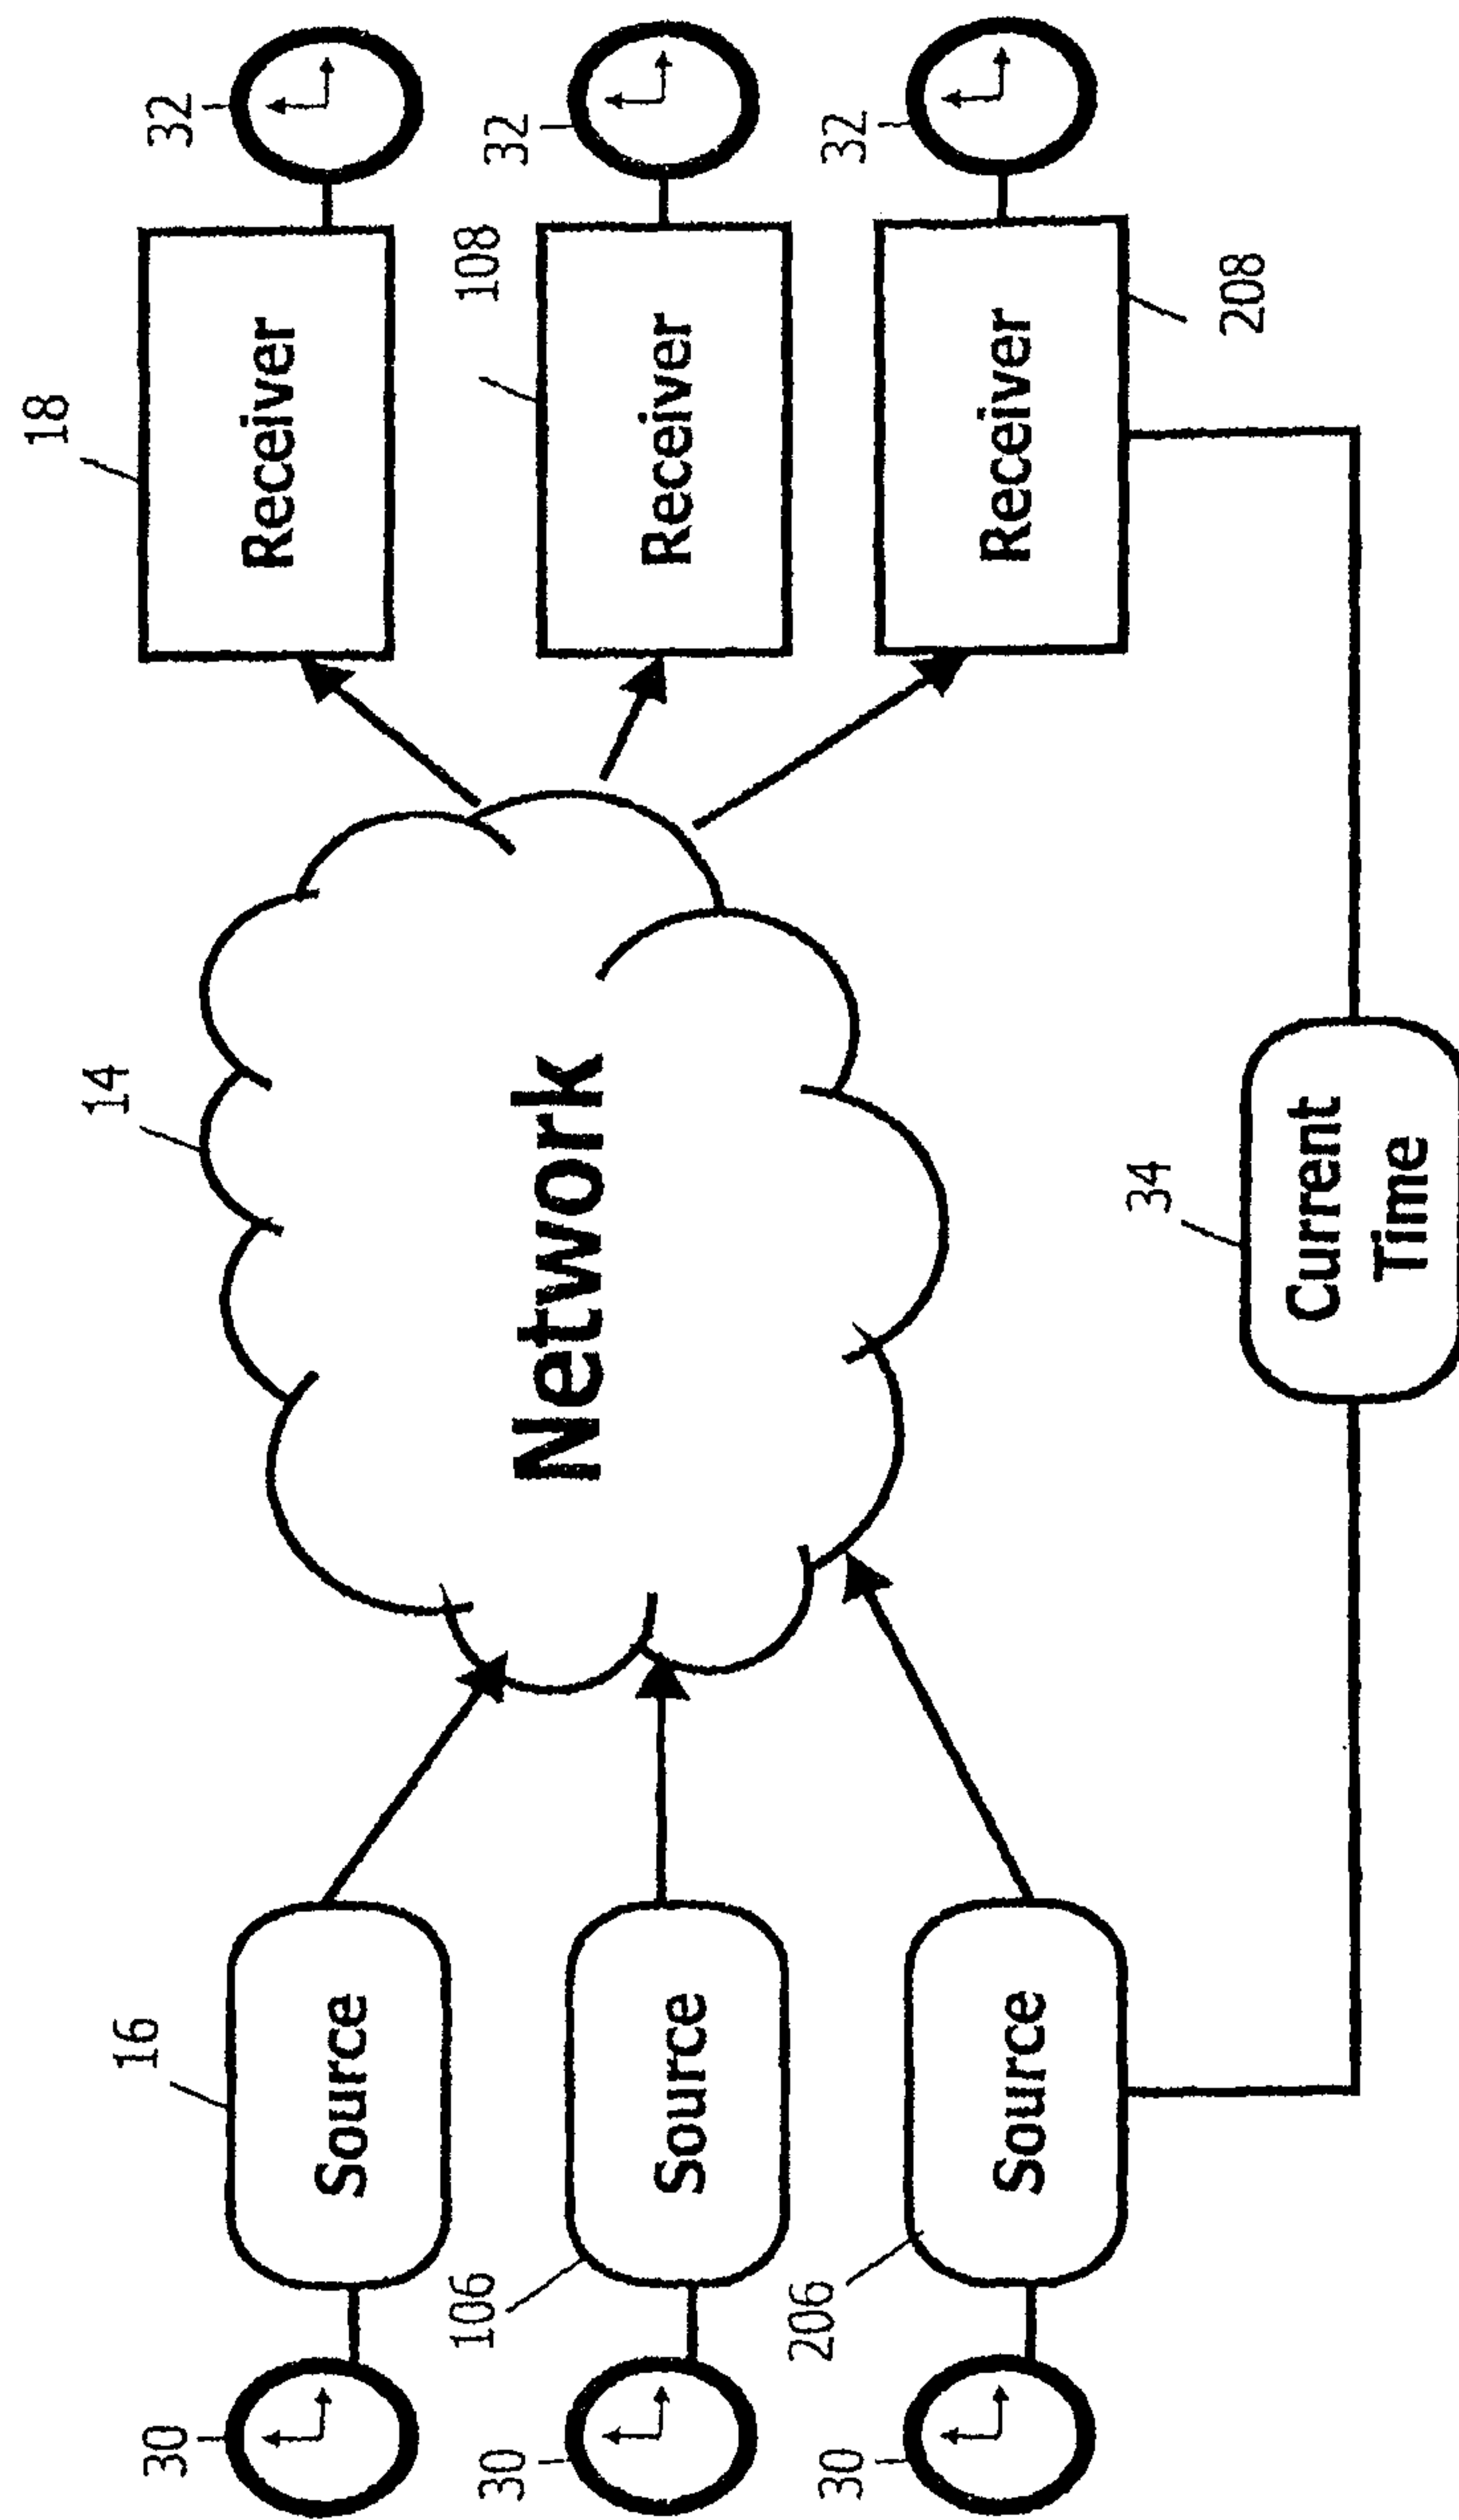 30
16
Source
14
Network
18
Receiver
32
30
106
Source
108
Receiver
32
30
206
Source
Receiver
208
32
34
Current
Time